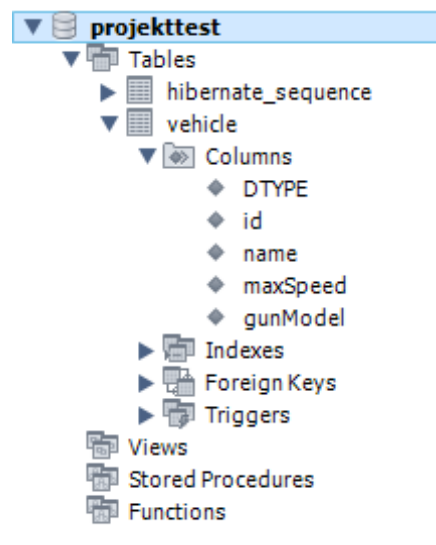 projekttest
Tables
hibernate_sequence
vehicle
Columns
DTYPE
id
name
maxSpeed
gunModel
Indexes
Foreign Keys
Triggers
Views
Stored Procedures
Functions